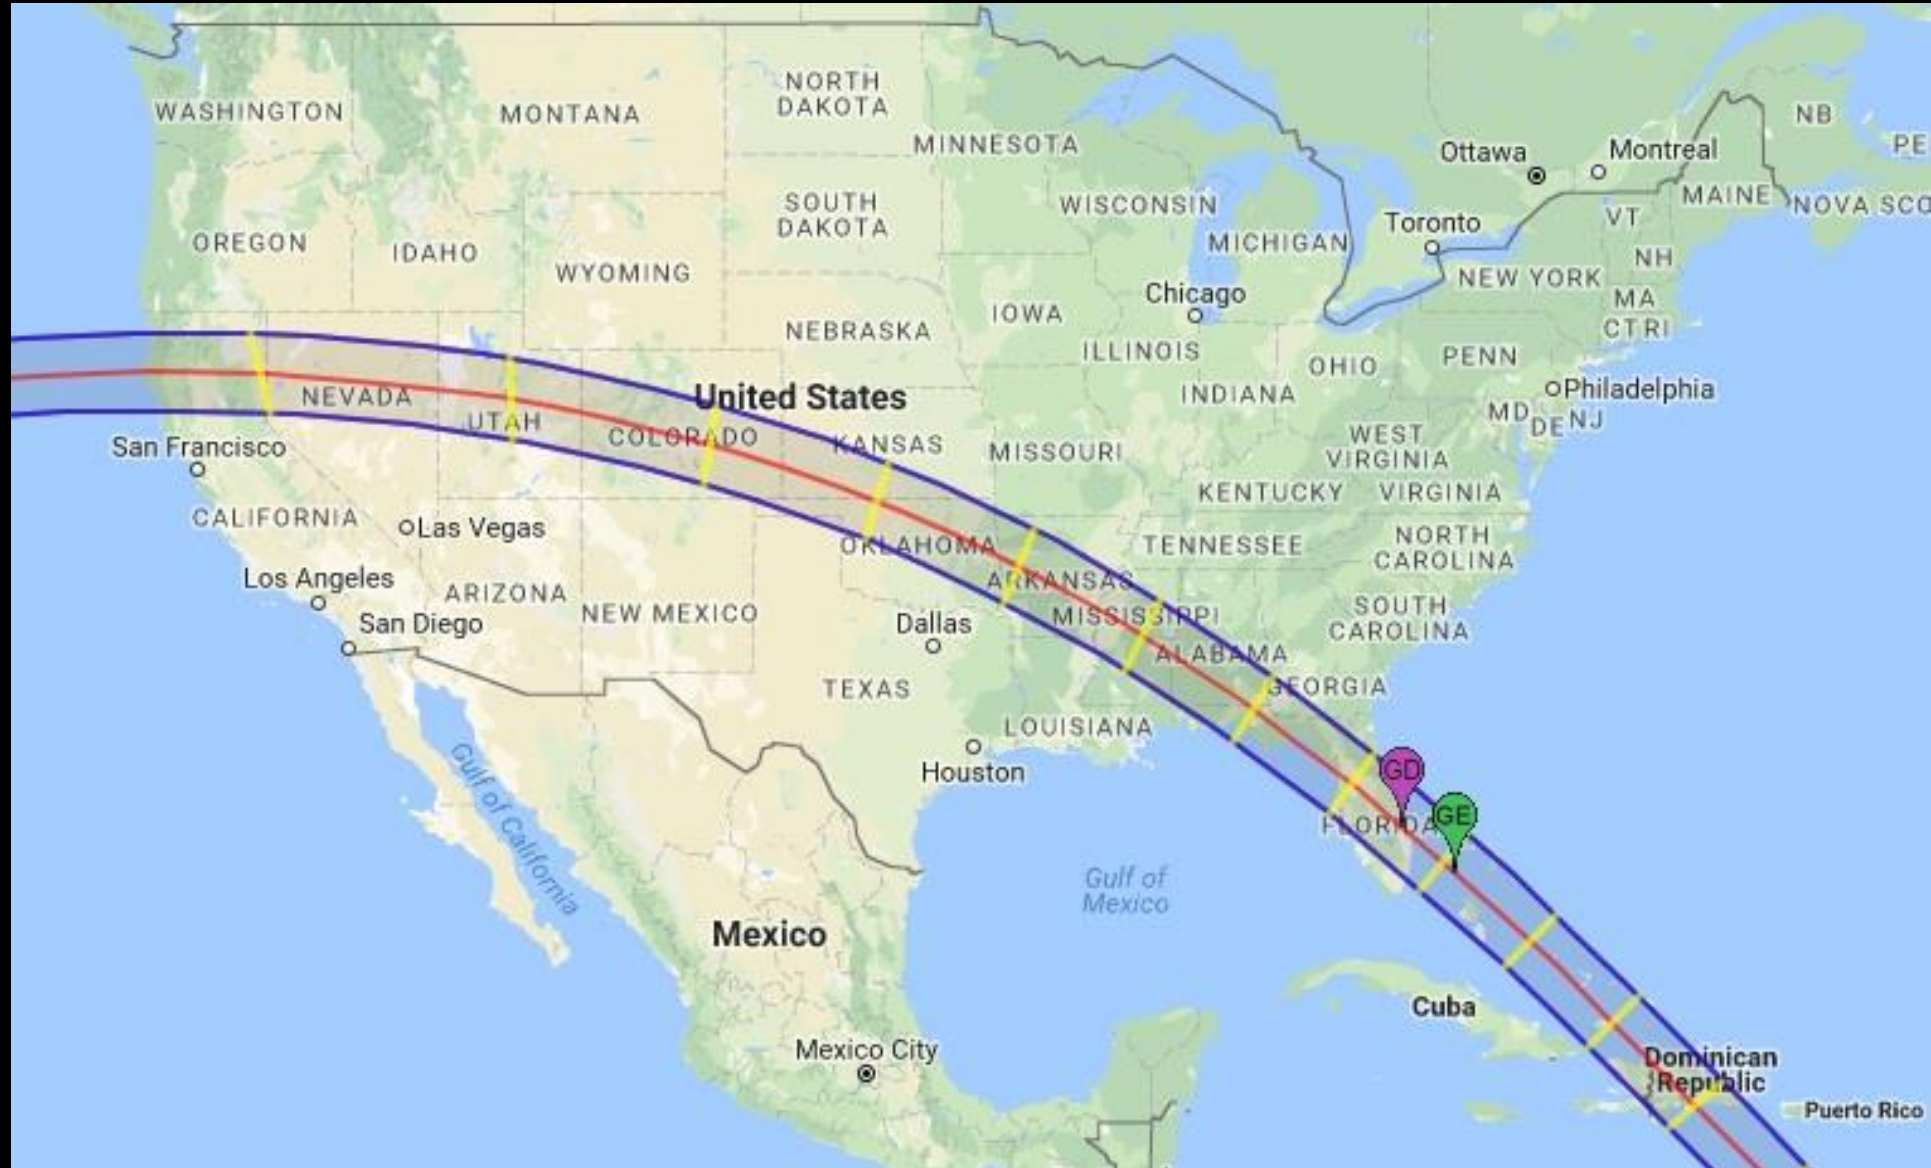 WASHINGTON
MONTANA
NORTH
DAKOTA
MINNESOTA
NB
PE
Ottawa
Montreal
SOUTH
DAKOTA
WISCONSIN
MICHIGAN
Toronto
VT
MAINE
NOVA SCO
OREGON
IDAHO
WYOMING
NH
NEW YORK
MA
CT RI
Chicago
IOWA
NEBRASKA
ILLINOIS
OHIO
PENN
INDIANA
Philadelphia
NEVADA
UTAH
United States
COLORADO
KANSAS
MISSOURI
MD
DE
NJ
WEST
VIRGINIA
San Francisco
KENTUCKY
VIRGINIA
CALIFORNIA
Las Vegas
OKLAHOMA
TENNESSEE
NORTH
CAROLINA
Los Angeles
ARIZONA
NEW MEXICO
ARKANSAS
San Diego
Dallas
MISSISSIPPI
SOUTH
CAROLINA
ALABAMA
TEXAS
GEORGIA
LOUISIANA
Houston
GD
GE
FLORIDA
Gulf of California
Gulf of
Mexico
Mexico
Cuba
Mexico City
Dominican
Republic
Puerto Rico